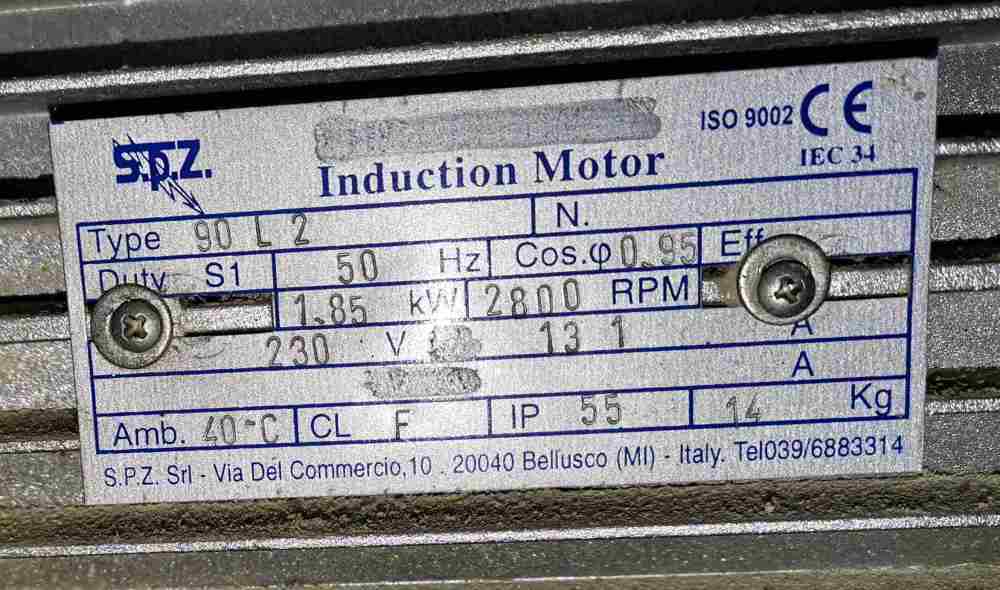 S.P.Z.
ISO 9002 CE
IEC 34
Induction Motor
Type 90 L 2 N.
Duty S1 50 Hz Cos.φ 0.95 Eff
1.85 kW 2800 RPM
230 V 13 1 A
A
Amb. 40°C CL F IP 55 14 Kg
S.P.Z. Srl - Via Del Commercio,10 . 20040 Bellusco (MI) - Italy. Tel039/6883314